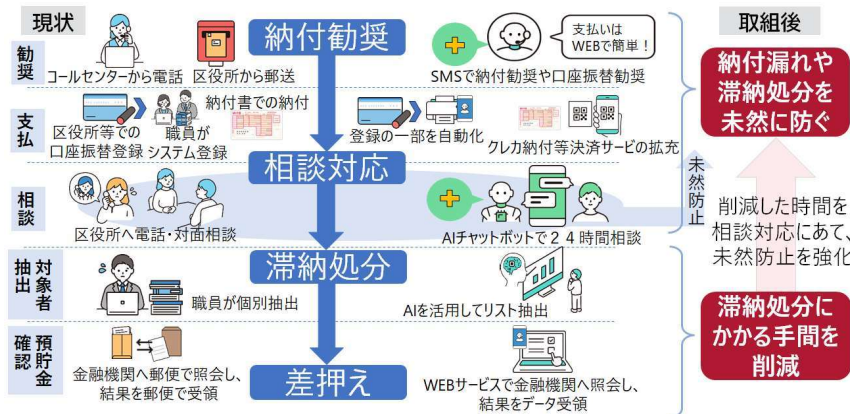 現状
納付勧奨
取組後
勧奨
コールセンターから電話
区役所から郵送
支払いは
WEBで簡単！
SMSで納付勧奨や口座振替勧奨
納付漏れや
滞納処分を
未然に防ぐ
支払
区役所等での
口座振替登録
職員が
システム登録
納付書での納付
登録の一部を自動化
クレカ納付等決済サービの拡充
相談対応
未然防止
相談
区役所へ電話・対面相談
AIチャットボットで２４時間相談
削減した時間を
相談対応にあて、
未然防止を強化
滞納処分
対象者
抽出
職員が個別抽出
AIを活用してリスト抽出
滞納処分に
かかる手間を
削減
預貯金
確認
金融機関へ郵便で照会し、
結果を郵便で受領
差押え
WEBサービスで金融機関へ照会し、
結果をデータ受領